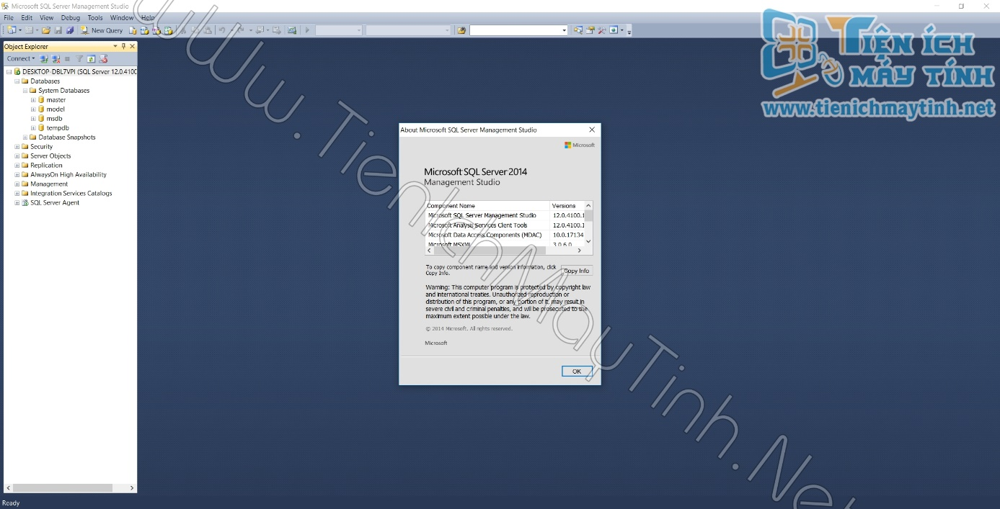 Microsoft SQL Server Management Studio
File Edit View Debug Tools Window Help
New Query
Object Explorer
Connect
DESKTOP-DBL7VPI (SQL Server 12.0.4100
Databases
System Databases
master
model
msdb
tempdb
Database Snapshots
Security
Server Objects
Replication
AlwaysOn High Availability
Management
Integration Services Catalogs
SQL Server Agent
Ready
TIỆN ÍCH
MÁY TÍNH
www.tienichmaytinh.net
www.TienIchMayTinh.Net
About Microsoft SQL Server Management Studio
Microsoft
Microsoft SQL Server 2014
Management Studio
Component Name Versions
Microsoft SQL Server Management Studio 12.0.4100.1
Microsoft Analysis Services Client Tools 12.0.4100.1
Microsoft Data Access Components (MDAC) 10.0.17134
Microsoft MSXML 3.0 6.0
To copy component name and version information, click
Copy Info.
Copy Info
Warning: This computer program is protected by copyright law
and international treaties. Unauthorized reproduction or
distribution of this program, or any portion of it, may result in
severe civil and criminal penalties, and will be prosecuted to the
maximum extent possible under the law.
© 2014 Microsoft. All rights reserved.
Microsoft
OK